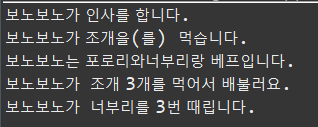 보노보노가 인사를 합니다.
보노보노가 조개을(를) 먹습니다.
보노보노는 포로리와너부리랑 베프입니다.
보노보노가  조개 3개를 먹어서 배불러요.
보노보노가  너부리를 3번 때립니다.